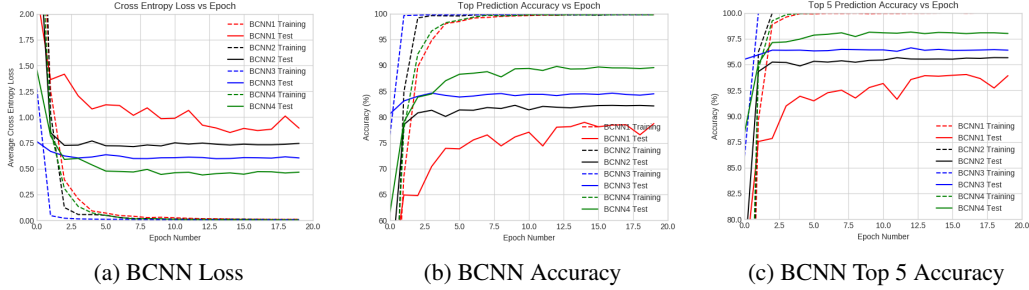 Cross Entropy Loss vs Epoch
Average Cross Entropy Loss
2.00
1.75
1.50
1.25
1.00
0.75
0.50
0.25
0.00
BCNN1 Training
BCNN1 Test
BCNN2 Training
BCNN2 Test
BCNN3 Training
BCNN3 Test
BCNN4 Training
BCNN4 Test
0.0 2.5 5.0 7.5 10.0 12.5 15.0 17.5 20.0
Epoch Number
(a) BCNN Loss
Top Prediction Accuracy vs Epoch
Accuracy (%)
100
95
90
85
80
75
70
65
60
BCNN1 Training
BCNN1 Test
BCNN2 Training
BCNN2 Test
BCNN3 Training
BCNN3 Test
BCNN4 Training
BCNN4 Test
0.0 2.5 5.0 7.5 10.0 12.5 15.0 17.5 20.0
Epoch Number
(b) BCNN Accuracy
Top 5 Prediction Accuracy vs Epoch
Accuracy (%)
100.0
97.5
95.0
92.5
90.0
87.5
85.0
82.5
80.0
BCNN1 Training
BCNN1 Test
BCNN2 Training
BCNN2 Test
BCNN3 Training
BCNN3 Test
BCNN4 Training
BCNN4 Test
0.0 2.5 5.0 7.5 10.0 12.5 15.0 17.5 20.0
Epoch Number
(c) BCNN Top 5 Accuracy